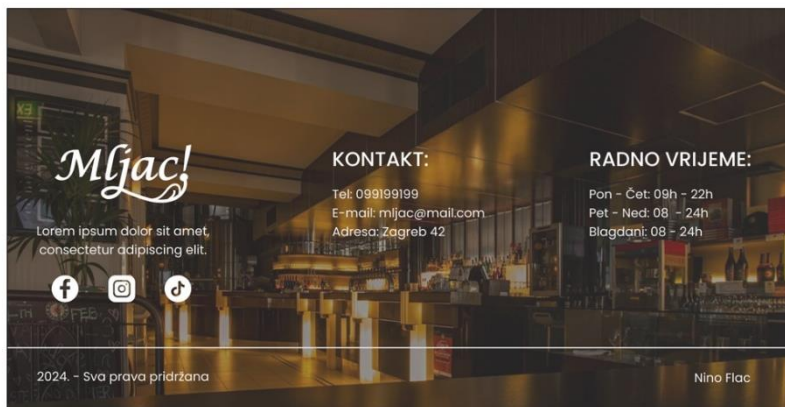 Mljac!
Lorem ipsum dolor sit amet,
consectetur adipiscing elit.
KONTAKT:
Tel: 099199199
E-mail: mljac@mail.com
Adresa: Zagreb 42
RADNO VRIJEME:
Pon - Čet: 09h - 22h
Pet - Ned: 08 - 24h
Blagdani: 08 - 24h
2024. - Sva prava pridržana
Nino Flac